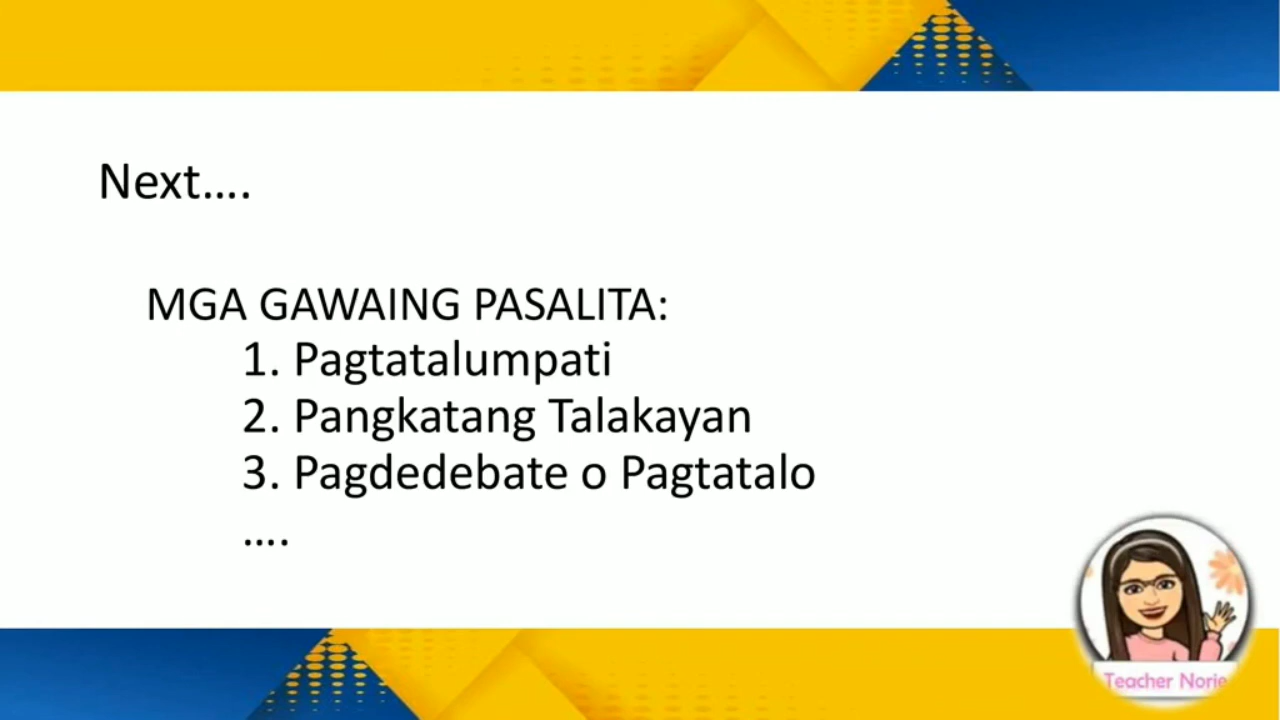 Next....
MGA GAWAING PASALITA:
1. Pagtatalumpati
2. Pangkatang Talakayan
3. Pagdedebate o Pagtatalo
....
Teacher Norie